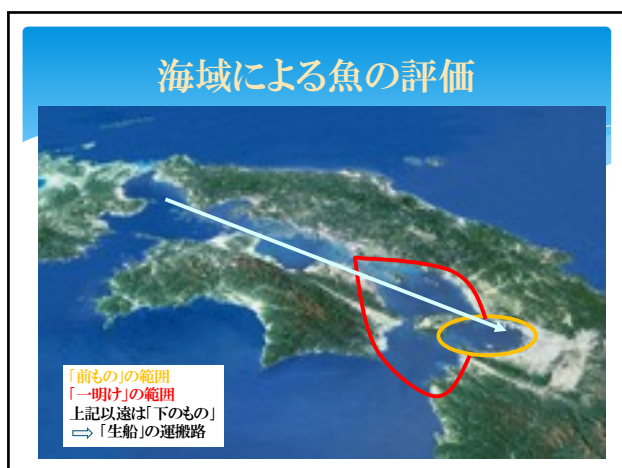 海域による魚の評価
「前もの」の範囲
「一明け」の範囲
上記以遠は「下のもの」
⇨ 「生船」の運搬路